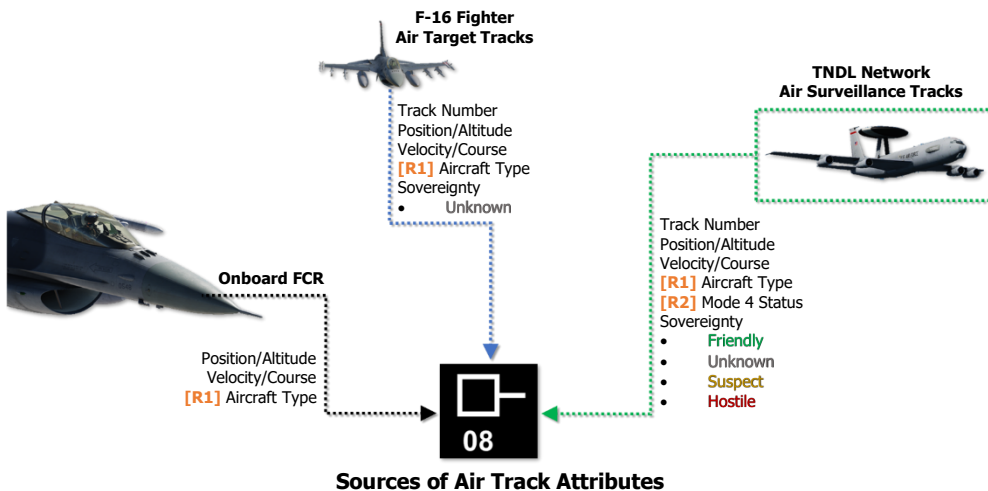 F-16 Fighter
Air Target Tracks
TNDL Network
Air Surveillance Tracks
Track Number
Position/Altitude
Velocity/Course
[R1] Aircraft Type
Sovereignty
• Unknown
Track Number
Position/Altitude
Velocity/Course
[R1] Aircraft Type
[R2] Mode 4 Status
Sovereignty
• Friendly
• Unknown
• Suspect
• Hostile
Onboard FCR
Position/Altitude
Velocity/Course
[R1] Aircraft Type
08
Sources of Air Track Attributes